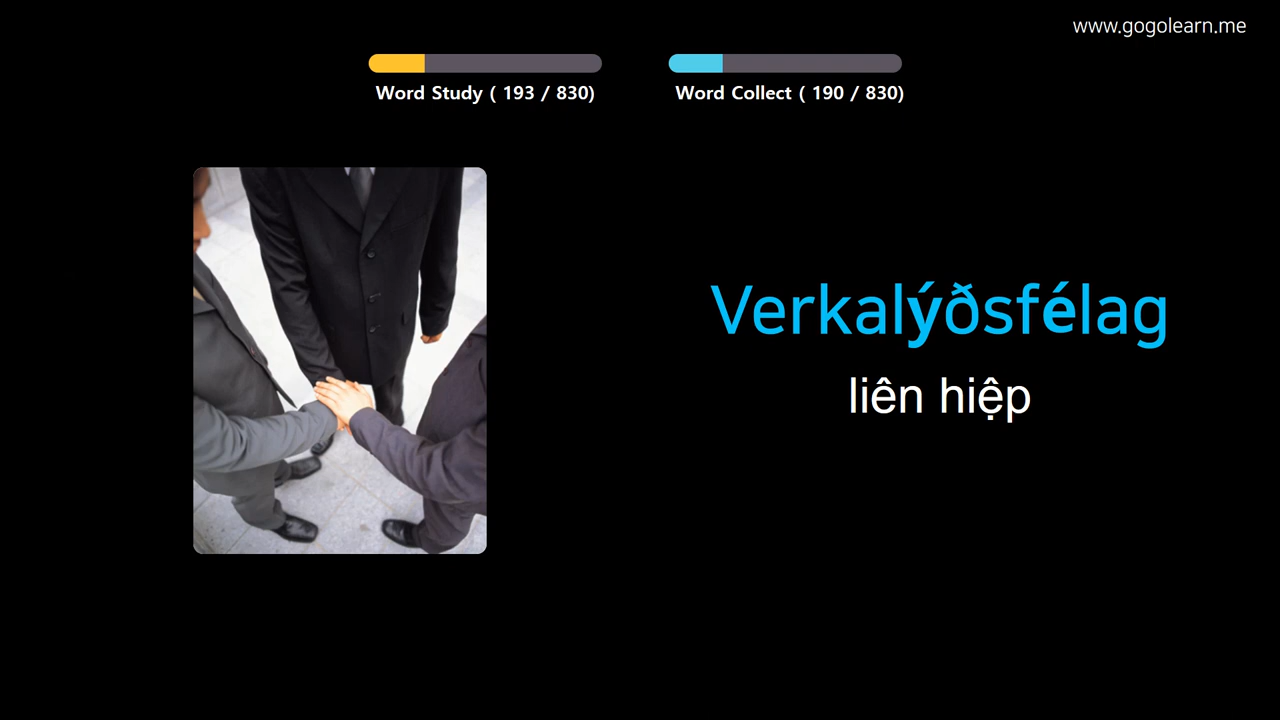 www.gogolearn.me
Word Study ( 193 / 830)
Word Collect ( 190 / 830)
Verkalýðsfélag
liên hiệp